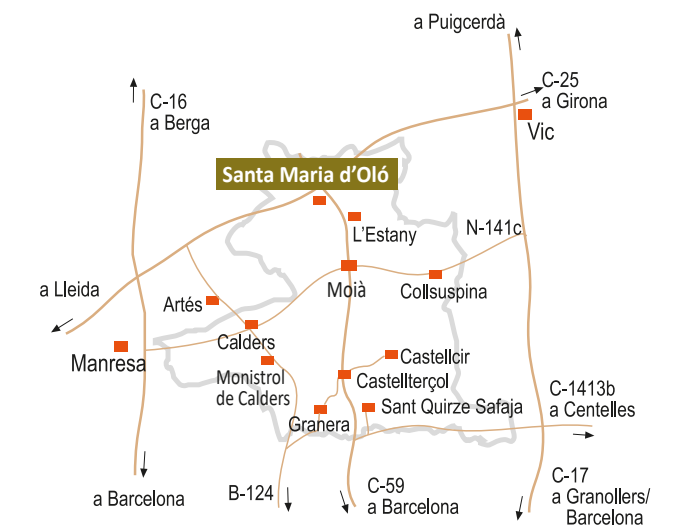 a Puigcerdà
C-25
a Girona
C-16
a Berga
Vic
Santa Maria d'Oló
L'Estany
N-141c
a Lleida
Moià
Collsuspina
Artés
Calders
Manresa
Castellcir
Monistrol
de Calders
Castellterçol
C-1413b
a Centelles
Sant Quirze Safaja
Granera
C-17
a Granollers/
Barcelona
a Barcelona
B-124
C-59
a Barcelona